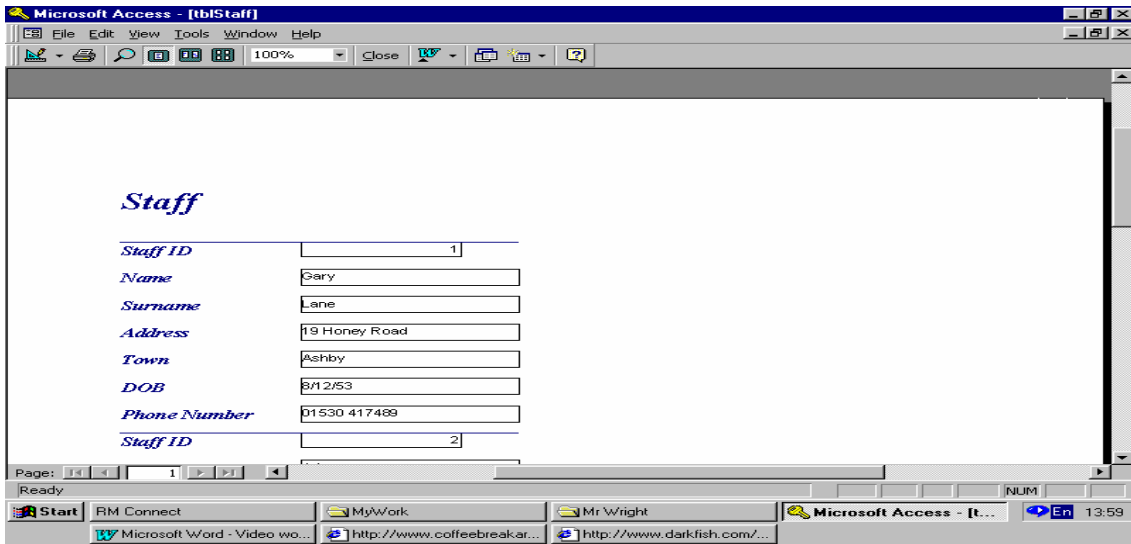 Microsoft Access - [tblStaff]
File Edit View Tools Window Help
100% Close
Staff
Staff ID 1
Name Gary
Surname Lane
Address 19 Honey Road
Town Ashby
DOB 8/12/53
Phone Number 01530 417489
Staff ID 2
Page: 1
Ready NUM
Start RM Connect MyWork Mr Wright Microsoft Access - [t... En 13:59
Microsoft Word - Video wo... http://www.coffeebreakar... http://www.darkfish.com/...